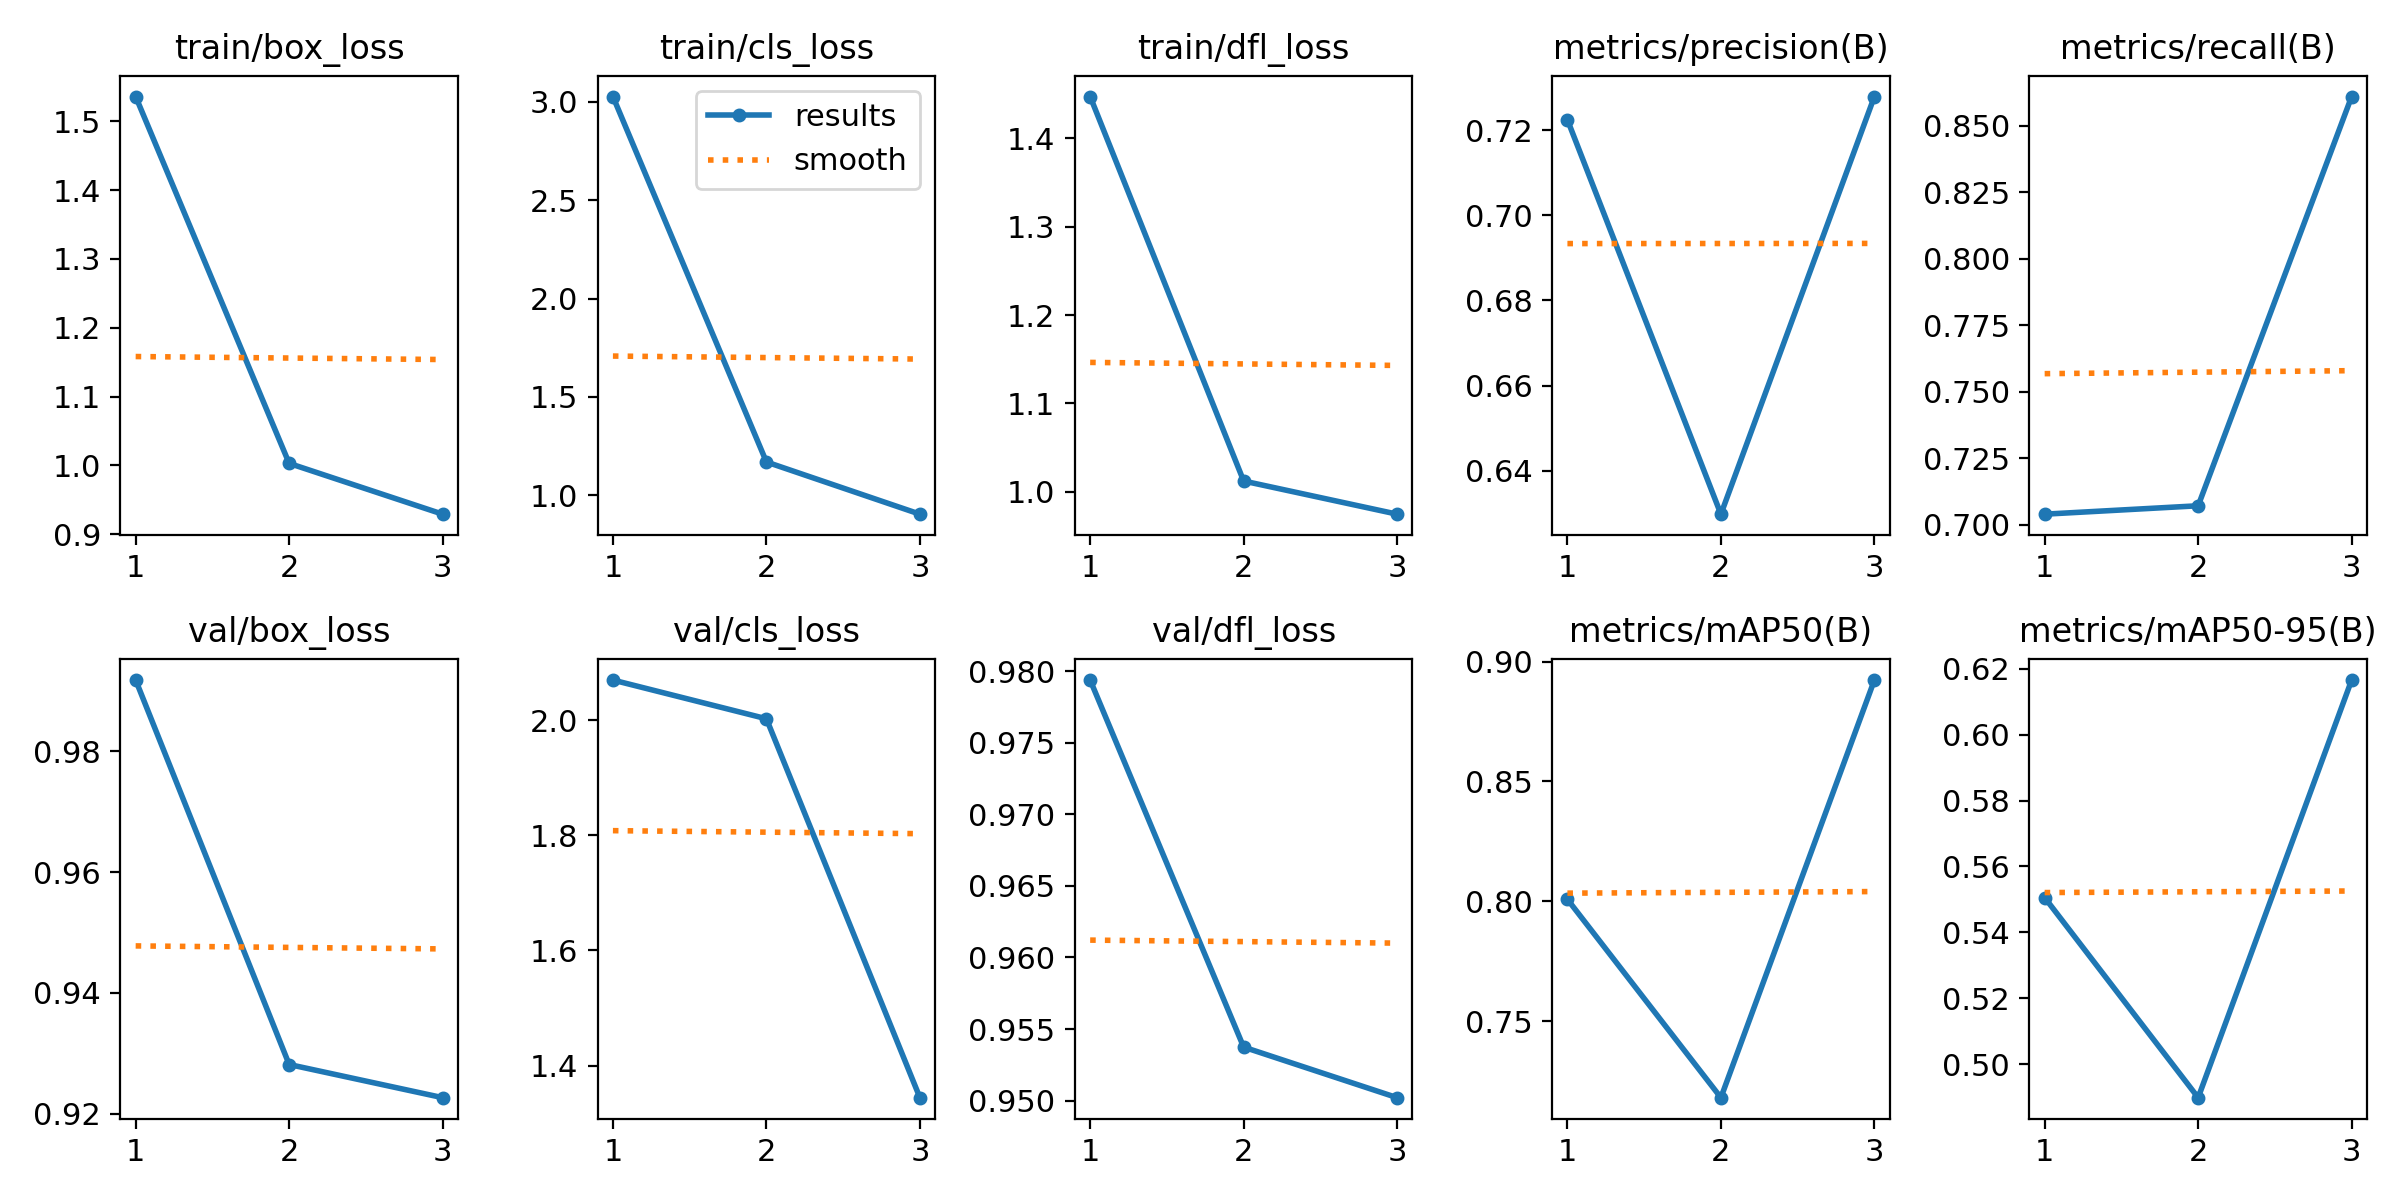 train/box_loss
1.5
1.4
1.3
1.2
1.1
1.0
0.9
1 2 3
train/cls_loss
results
smooth
3.0
2.5
2.0
1.5
1.0
1 2 3
train/dfl_loss
1.4
1.3
1.2
1.1
1.0
1 2 3
metrics/precision(B)
0.72
0.70
0.68
0.66
0.64
1 2 3
metrics/recall(B)
0.850
0.825
0.800
0.775
0.750
0.725
0.700
1 2 3
val/box_loss
0.98
0.96
0.94
0.92
1 2 3
val/cls_loss
2.0
1.8
1.6
1.4
1 2 3
val/dfl_loss
0.980
0.975
0.970
0.965
0.960
0.955
0.950
1 2 3
metrics/mAP50(B)
0.90
0.85
0.80
0.75
1 2 3
metrics/mAP50-95(B)
0.62
0.60
0.58
0.56
0.54
0.52
0.50
1 2 3